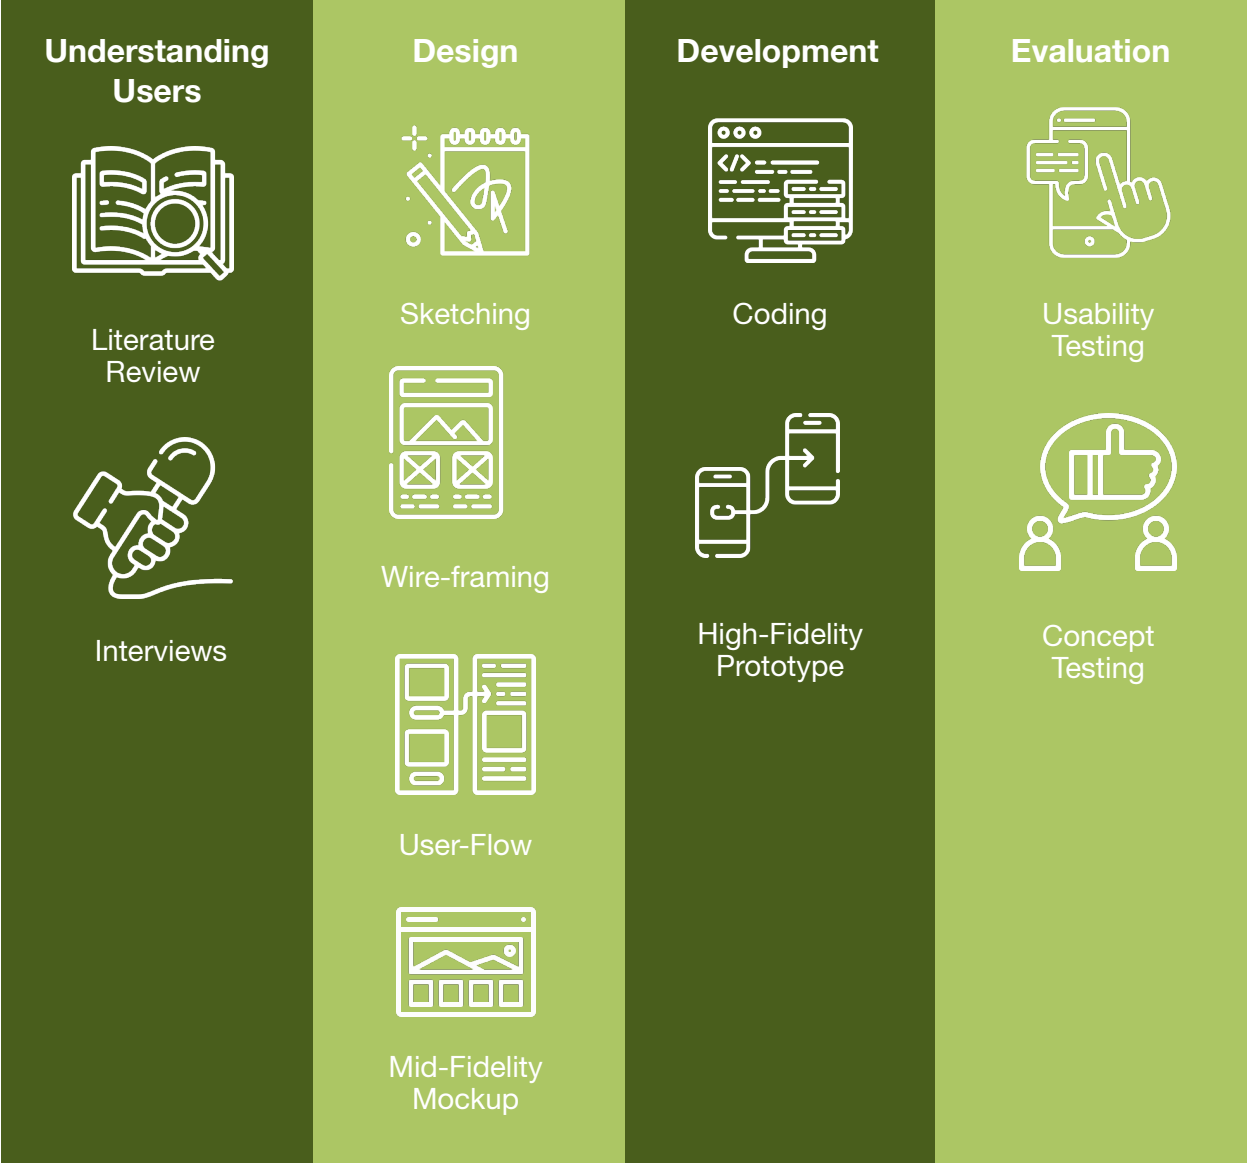 Understanding
Users
Literature
Review
Interviews
Design
Sketching
Wire-framing
User-Flow
Mid-Fidelity
Mockup
Development
</>
Coding
High-Fidelity
Prototype
Evaluation
Usability
Testing
Concept
Testing